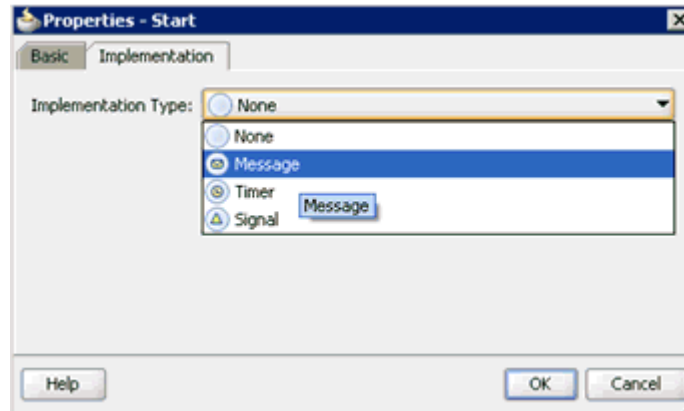 Properties - Start
Basic Implementation
Implementation Type: None
None
Message
Timer
Message
Signal
Help OK Cancel